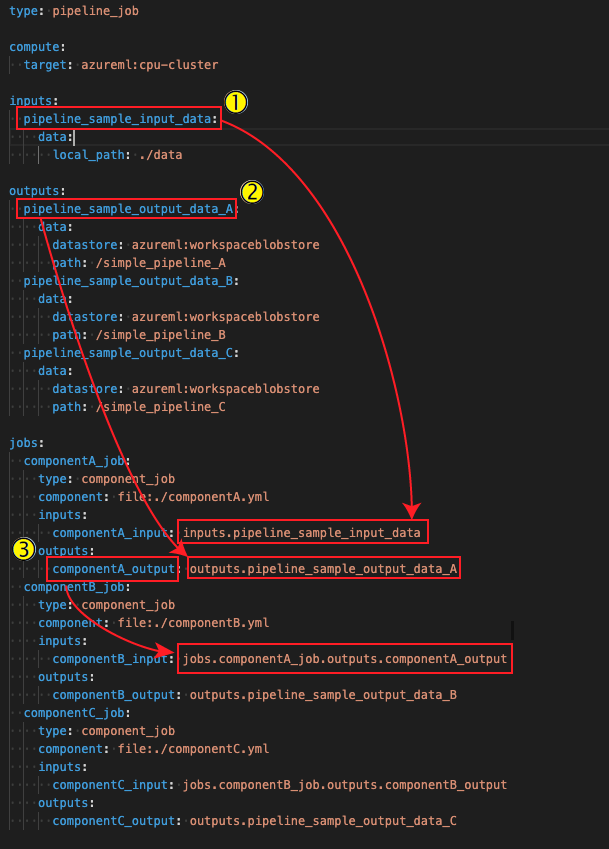 type: pipeline_job
compute:
target: azureml:cpu-cluster
inputs:
1
pipeline_sample_input_data:
data:
local_path: ./data
outputs:
2
pipeline_sample_output_data_A:
data:
datastore: azureml:workspaceblobstore
path: /simple_pipeline_A
pipeline_sample_output_data_B:
data:
datastore: azureml:workspaceblobstore
path: /simple_pipeline_B
pipeline_sample_output_data_C:
data:
datastore: azureml:workspaceblobstore
path: /simple_pipeline_C
jobs:
componentA_job:
type: component_job
component: file:./componentA.yml
inputs:
componentA_input: inputs.pipeline_sample_input_data
3
outputs:
componentA_output: outputs.pipeline_sample_output_data_A
componentB_job:
type: component_job
component: file:./componentB.yml
inputs:
componentB_input: jobs.componentA_job.outputs.componentA_output
outputs:
componentB_output: outputs.pipeline_sample_output_data_B
componentC_job:
type: component_job
component: file:./componentC.yml
inputs:
componentC_input: jobs.componentB_job.outputs.componentB_output
outputs:
componentC_output: outputs.pipeline_sample_output_data_C